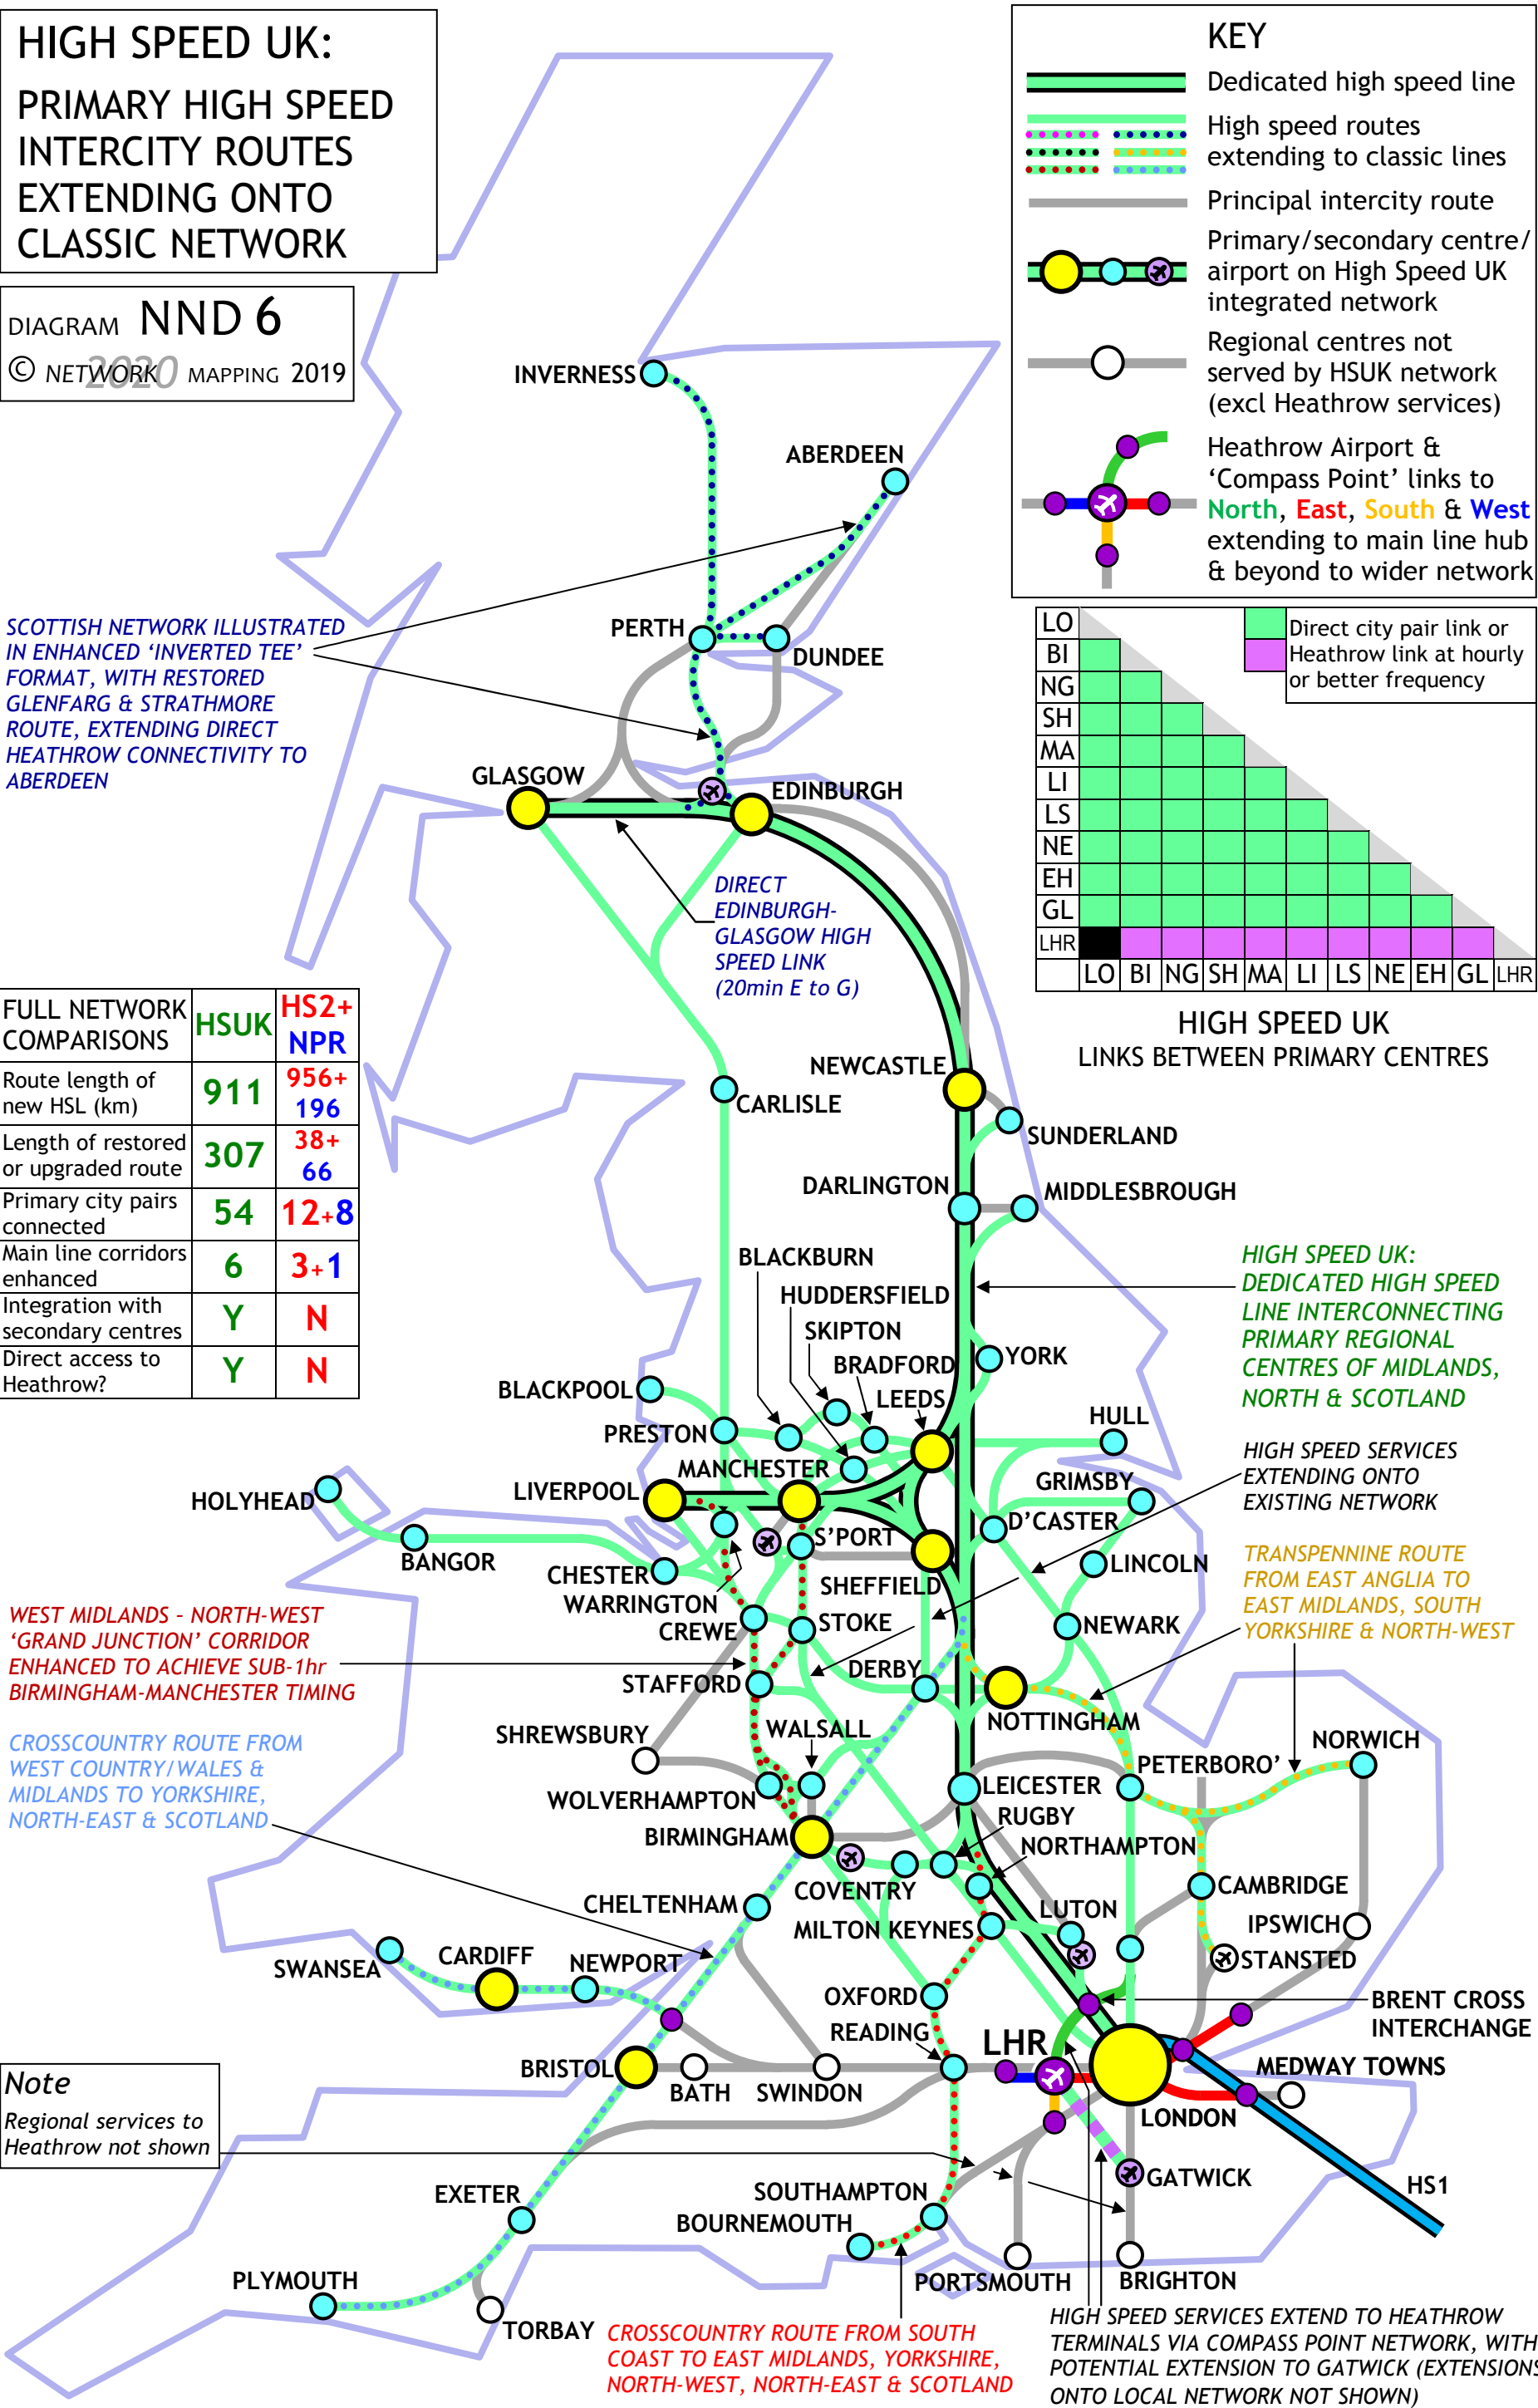 HIGH SPEED UK:
PRIMARY HIGH SPEED
INTERCITY ROUTES
EXTENDING ONTO
CLASSIC NETWORK
DIAGRAM NND 6
© NETWORK 2020 MAPPING 2019
KEY
Dedicated high speed line
High speed routes
extending to classic lines
Principal intercity route
Primary/secondary centre/
airport on High Speed UK
integrated network
Regional centres not
served by HSUK network
(excl Heathrow services)
Heathrow Airport &
‘Compass Point’ links to
North, East, South & West
extending to main line hub
& beyond to wider network
LO
BI
NG
SH
MA
LI
LS
NE
EH
GL
LHR
LO BI NG SH MA LI LS NE EH GL LHR
Direct city pair link or
Heathrow link at hourly
or better frequency
HIGH SPEED UK
LINKS BETWEEN PRIMARY CENTRES
INVERNESS
ABERDEEN
PERTH
DUNDEE
SCOTTISH NETWORK ILLUSTRATED
IN ENHANCED ‘INVERTED TEE’
FORMAT, WITH RESTORED
GLENFARG & STRATHMORE
ROUTE, EXTENDING DIRECT
HEATHROW CONNECTIVITY TO
ABERDEEN
GLASGOW
EDINBURGH
DIRECT
EDINBURGH-
GLASGOW HIGH
SPEED LINK
(20min E to G)
FULL NETWORK
COMPARISONS
HSUK
HS2+
NPR
Route length of
new HSL (km)
911
956+
196
Length of restored
or upgraded route
307
38+
66
Primary city pairs
connected
54
12+8
Main line corridors
enhanced
6
3+1
Integration with
secondary centres
Y
N
Direct access to
Heathrow?
Y
N
NEWCASTLE
CARLISLE
SUNDERLAND
DARLINGTON
MIDDLESBROUGH
BLACKBURN
HUDDERSFIELD
SKIPTON
BRADFORD
LEEDS
YORK
HIGH SPEED UK:
DEDICATED HIGH SPEED
LINE INTERCONNECTING
PRIMARY REGIONAL
CENTRES OF MIDLANDS,
NORTH & SCOTLAND
BLACKPOOL
PRESTON
HULL
MANCHESTER
LIVERPOOL
GRIMSBY
HIGH SPEED SERVICES
EXTENDING ONTO
EXISTING NETWORK
HOLYHEAD
BANGOR
D'CASTER
S'PORT
CHESTER
WARRINGTON
SHEFFIELD
LINCOLN
TRANSPENNINE ROUTE
FROM EAST ANGLIA TO
EAST MIDLANDS, SOUTH
YORKSHIRE & NORTH-WEST
CREWE
STOKE
NEWARK
WEST MIDLANDS - NORTH-WEST
‘GRAND JUNCTION’ CORRIDOR
ENHANCED TO ACHIEVE SUB-1hr
BIRMINGHAM-MANCHESTER TIMING
STAFFORD
DERBY
NOTTINGHAM
SHREWSBURY
WALSALL
NORWICH
PETERBORO'
CROSSCOUNTRY ROUTE FROM
WEST COUNTRY/WALES &
MIDLANDS TO YORKSHIRE,
NORTH-EAST & SCOTLAND
WOLVERHAMPTON
LEICESTER
BIRMINGHAM
RUGBY
NORTHAMPTON
COVENTRY
CAMBRIDGE
CHELTENHAM
MILTON KEYNES
LUTON
IPSWICH
STANSTED
SWANSEA
CARDIFF
NEWPORT
OXFORD
BRENT CROSS
INTERCHANGE
READING
LHR
BRISTOL
BATH
SWINDON
MEDWAY TOWNS
LONDON
Note
Regional services to
Heathrow not shown
GATWICK
HS1
EXETER
SOUTHAMPTON
BOURNEMOUTH
PLYMOUTH
TORBAY
PORTSMOUTH
BRIGHTON
CROSSCOUNTRY ROUTE FROM SOUTH
COAST TO EAST MIDLANDS, YORKSHIRE,
NORTH-WEST, NORTH-EAST & SCOTLAND
HIGH SPEED SERVICES EXTEND TO HEATHROW
TERMINALS VIA COMPASS POINT NETWORK, WITH
POTENTIAL EXTENSION TO GATWICK (EXTENSIONS
ONTO LOCAL NETWORK NOT SHOWN)